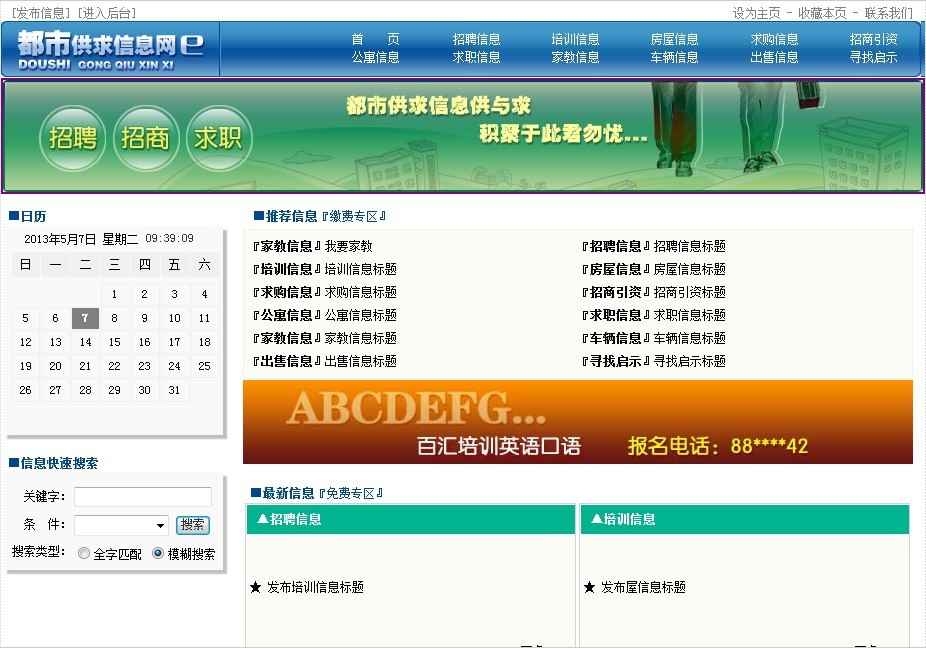 [发布信息] [进入后台]
设为主页 - 收藏本页 - 联系我们
都市供求信息网e
DOUSHI GONG QIU XIN XI
首 页 招聘信息 培训信息 房屋信息 求购信息 招商引资
公寓信息 求职信息 家教信息 车辆信息 出售信息 寻找启示
招聘 招商 求职
都市供求信息供与求
积聚于此君勿忧...
■日历
2013年5月7日 星期二 09:39:09
日 一 二 三 四 五 六
1 2 3 4
5 6 7 8 9 10 11
12 13 14 15 16 17 18
19 20 21 22 23 24 25
26 27 28 29 30 31
■信息快速搜索
关键字:
条 件: 搜索
搜索类型: 全字匹配 模糊搜索
■推荐信息『缴费专区』
『家教信息』我要家教 『招聘信息』招聘信息标题
『培训信息』培训信息标题 『房屋信息』房屋信息标题
『求购信息』求购信息标题 『招商引资』招商引资标题
『公寓信息』公寓信息标题 『求职信息』求职信息标题
『家教信息』家教信息标题 『车辆信息』车辆信息标题
『出售信息』出售信息标题 『寻找启示』寻找启示标题
ABCDEFG...
百汇培训英语口语 报名电话：88****42
■最新信息『免费专区』
▲招聘信息 ▲培训信息
★ 发布培训信息标题 ★ 发布屋信息标题